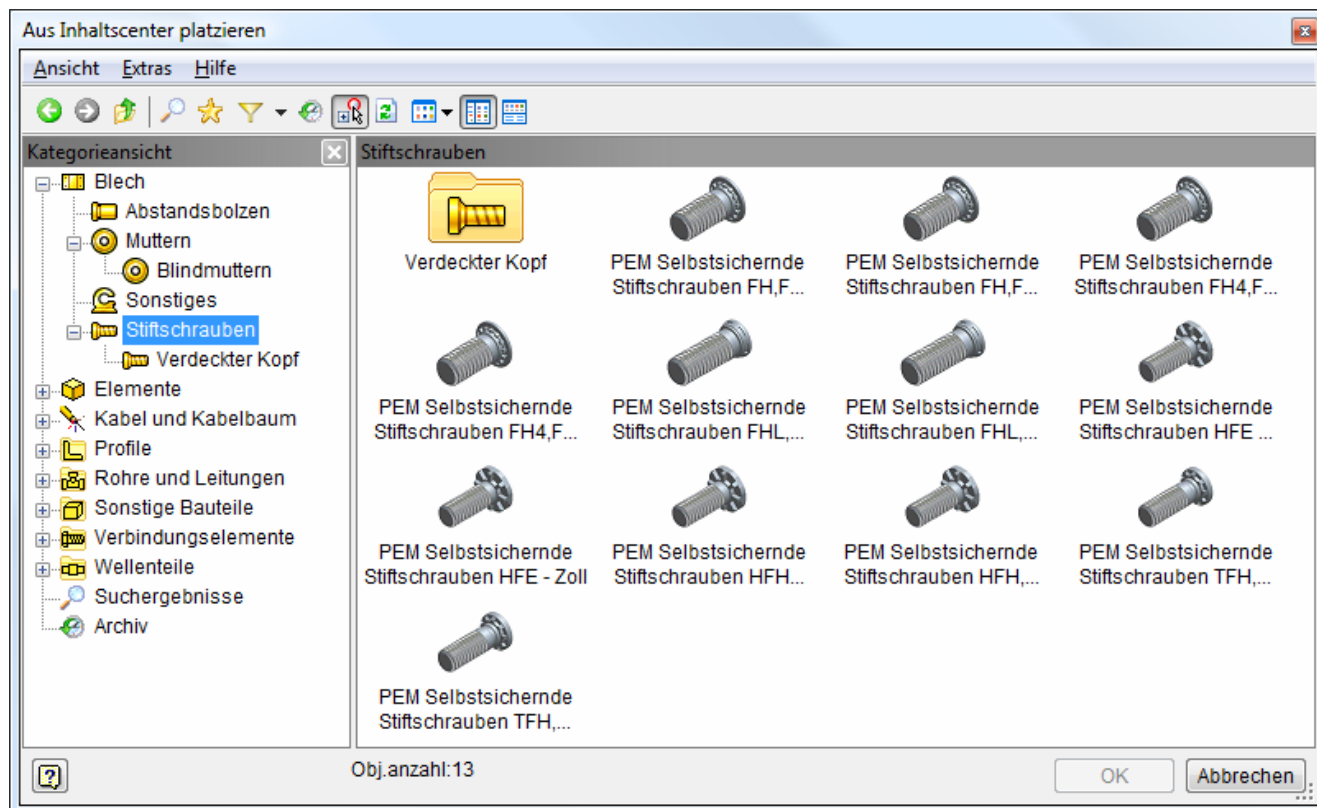 Aus Inhaltscenter platzieren
Ansicht Extras Hilfe
Kategorieansicht
Blech
Abstandsbolzen
Muttern
Blindmuttern
Sonstiges
Stiftschrauben
Verdeckter Kopf
Elemente
Kabel und Kabelbaum
Profile
Rohre und Leitungen
Sonstige Bauteile
Verbindungselemente
Wellenteile
Suchergebnisse
Archiv
Stiftschrauben
Verdeckter Kopf
PEM Selbstsichernde
Stiftschrauben FH,F...
PEM Selbstsichernde
Stiftschrauben FH,F...
PEM Selbstsichernde
Stiftschrauben FH4,F...
PEM Selbstsichernde
Stiftschrauben FH4,F...
PEM Selbstsichernde
Stiftschrauben FHL,...
PEM Selbstsichernde
Stiftschrauben FHL,...
PEM Selbstsichernde
Stiftschrauben HFE ...
PEM Selbstsichernde
Stiftschrauben HFE - Zoll
PEM Selbstsichernde
Stiftschrauben HFH...
PEM Selbstsichernde
Stiftschrauben HFH,...
PEM Selbstsichernde
Stiftschrauben TFH,...
PEM Selbstsichernde
Stiftschrauben TFH,...
Obj.anzahl:13
OK
Abbrechen